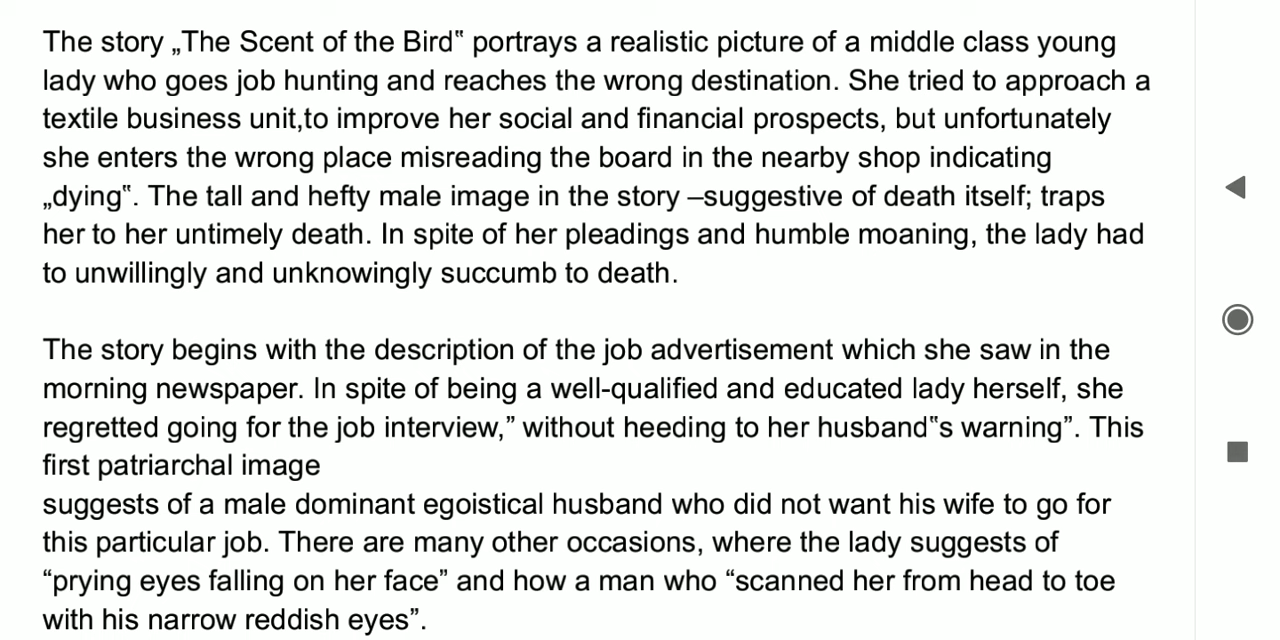 The story „The Scent of the Bird‟ portrays a realistic picture of a middle class young
lady who goes job hunting and reaches the wrong destination. She tried to approach a
textile business unit,to improve her social and financial prospects, but unfortunately
she enters the wrong place misreading the board in the nearby shop indicating
„dying‟. The tall and hefty male image in the story –suggestive of death itself; traps
her to her untimely death. In spite of her pleadings and humble moaning, the lady had
to unwillingly and unknowingly succumb to death.
The story begins with the description of the job advertisement which she saw in the
morning newspaper. In spite of being a well-qualified and educated lady herself, she
regretted going for the job interview,” without heeding to her husband‟s warning”. This
first patriarchal image
suggests of a male dominant egoistical husband who did not want his wife to go for
this particular job. There are many other occasions, where the lady suggests of
“prying eyes falling on her face” and how a man who “scanned her from head to toe
with his narrow reddish eyes”.